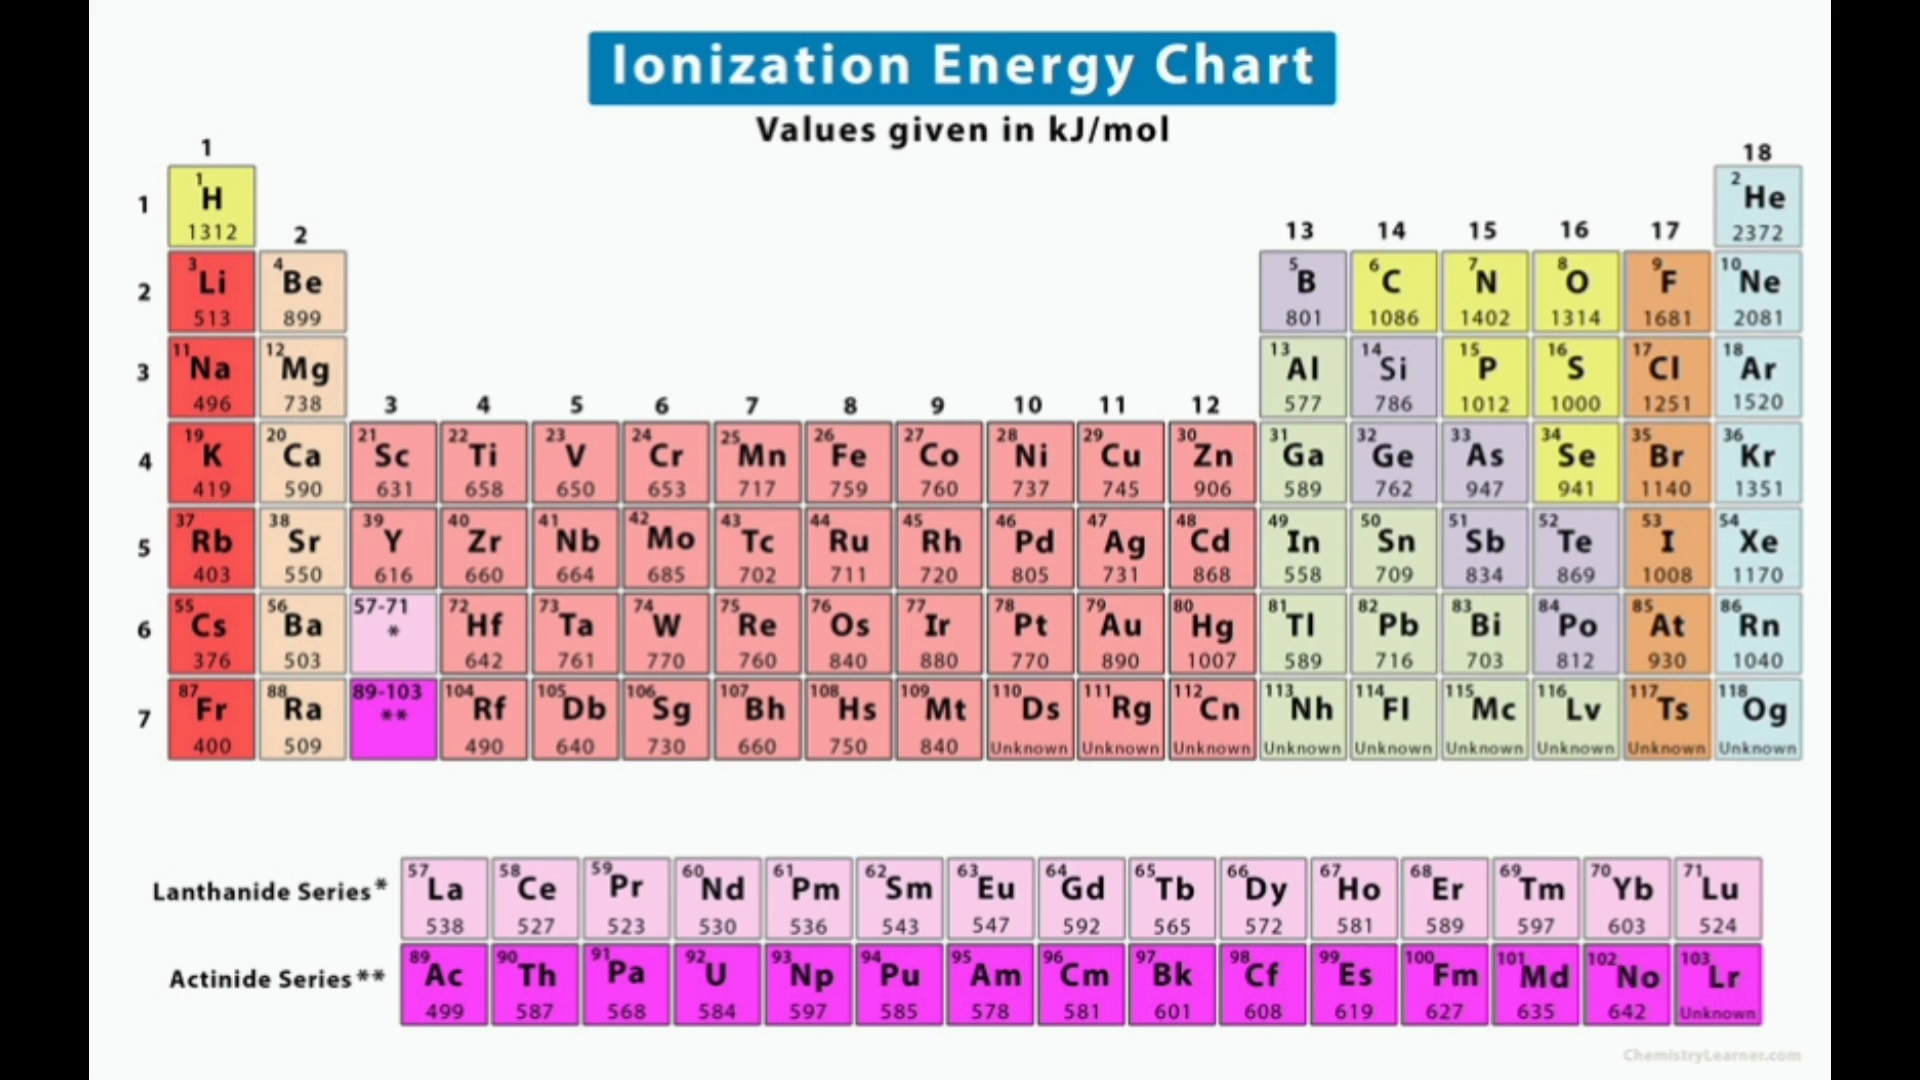 Ionization Energy Chart
Values given in kJ/mol
1 18
1 H 1312 2 He 2372
1
2 13 14 15 16 17
2
3 Li 513 4 Be 899 5 B 801 6 C 1086 7 N 1402 8 O 1314 9 F 1681 10 Ne 2081
3
11 Na 496 12 Mg 738 13 Al 577 14 Si 786 15 P 1012 16 S 1000 17 Cl 1251 18 Ar 1520
3 4 5 6 7 8 9 10 11 12
4
19 K 419 20 Ca 590 21 Sc 631 22 Ti 658 23 V 650 24 Cr 653 25 Mn 717 26 Fe 759 27 Co 760 28 Ni 737 29 Cu 745 30 Zn 906 31 Ga 589 32 Ge 762 33 As 947 34 Se 941 35 Br 1140 36 Kr 1351
5
37 Rb 403 38 Sr 550 39 Y 616 40 Zr 660 41 Nb 664 42 Mo 685 43 Tc 702 44 Ru 711 45 Rh 720 46 Pd 805 47 Ag 731 48 Cd 868 49 In 558 50 Sn 709 51 Sb 834 52 Te 869 53 I 1008 54 Xe 1170
6
55 Cs 376 56 Ba 503 57-71 * 72 Hf 642 73 Ta 761 74 W 770 75 Re 760 76 Os 840 77 Ir 880 78 Pt 770 79 Au 890 80 Hg 1007 81 Tl 589 82 Pb 716 83 Bi 703 84 Po 812 85 At 930 86 Rn 1040
7
87 Fr 400 88 Ra 509 89-103 ** 104 Rf 490 105 Db 640 106 Sg 730 107 Bh 660 108 Hs 750 109 Mt 840 110 Ds Unknown 111 Rg Unknown 112 Cn Unknown 113 Nh Unknown 114 Fl Unknown 115 Mc Unknown 116 Lv Unknown 117 Ts Unknown 118 Og Unknown
Lanthanide Series*
57 La 538 58 Ce 527 59 Pr 523 60 Nd 530 61 Pm 536 62 Sm 543 63 Eu 547 64 Gd 592 65 Tb 565 66 Dy 572 67 Ho 581 68 Er 589 69 Tm 597 70 Yb 603 71 Lu 524
Actinide Series**
89 Ac 499 90 Th 587 91 Pa 568 92 U 584 93 Np 597 94 Pu 585 95 Am 578 96 Cm 581 97 Bk 601 98 Cf 608 99 Es 619 100 Fm 627 101 Md 635 102 No 642 103 Lr Unknown
ChemistryLearner.com